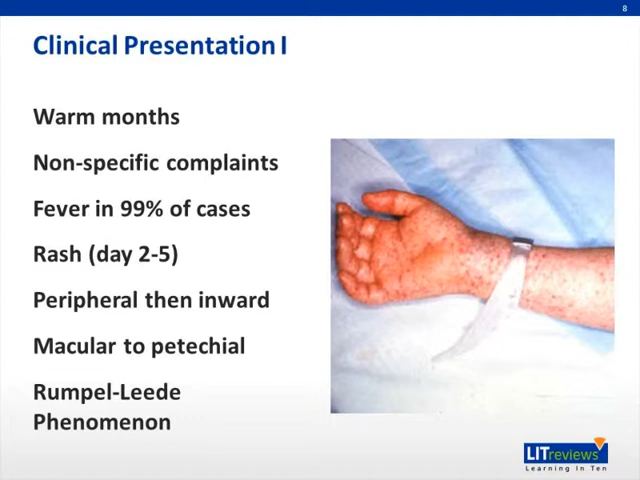 8
Clinical Presentation I
Warm months
Non-specific complaints
Fever in 99% of cases
Rash (day 2-5)
Peripheral then inward
Macular to petechial
Rumpel-Leede
Phenomenon
LITreviews
Learning In Ten